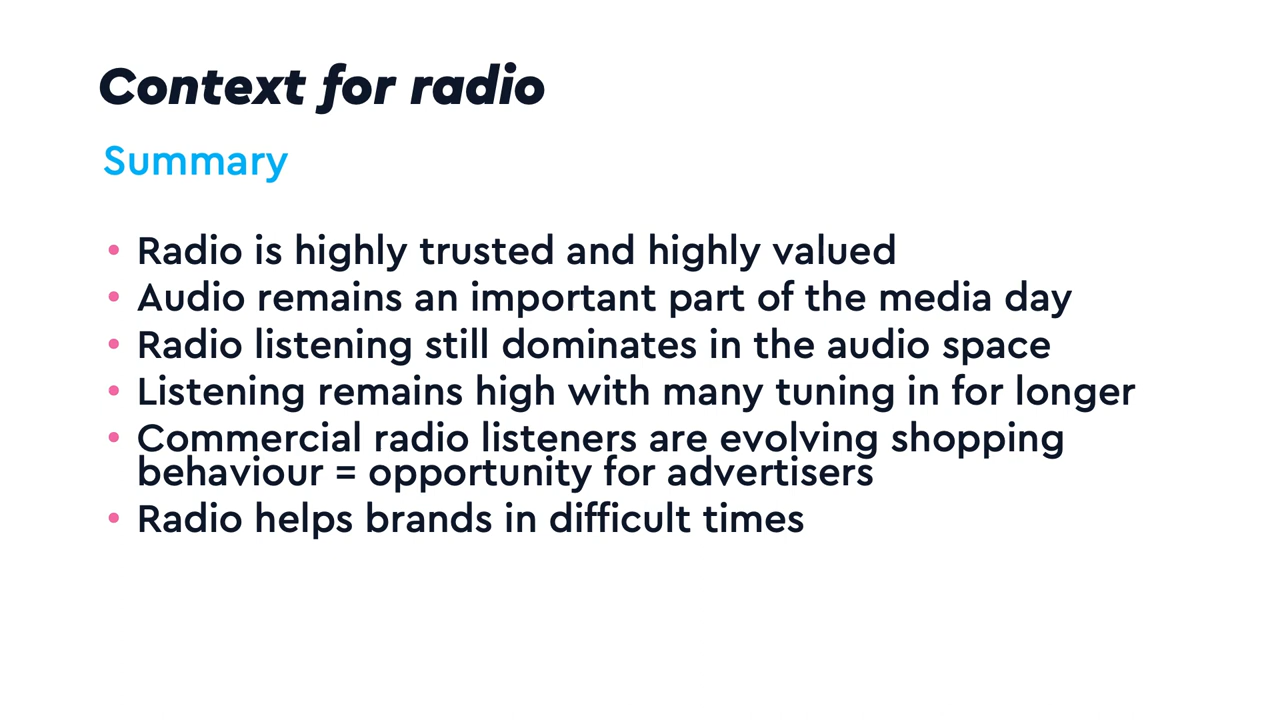 Context for radio
Summary
• Radio is highly trusted and highly valued
• Audio remains an important part of the media day
• Radio listening still dominates in the audio space
• Listening remains high with many tuning in for longer
• Commercial radio listeners are evolving shopping
behaviour = opportunity for advertisers
• Radio helps brands in difficult times